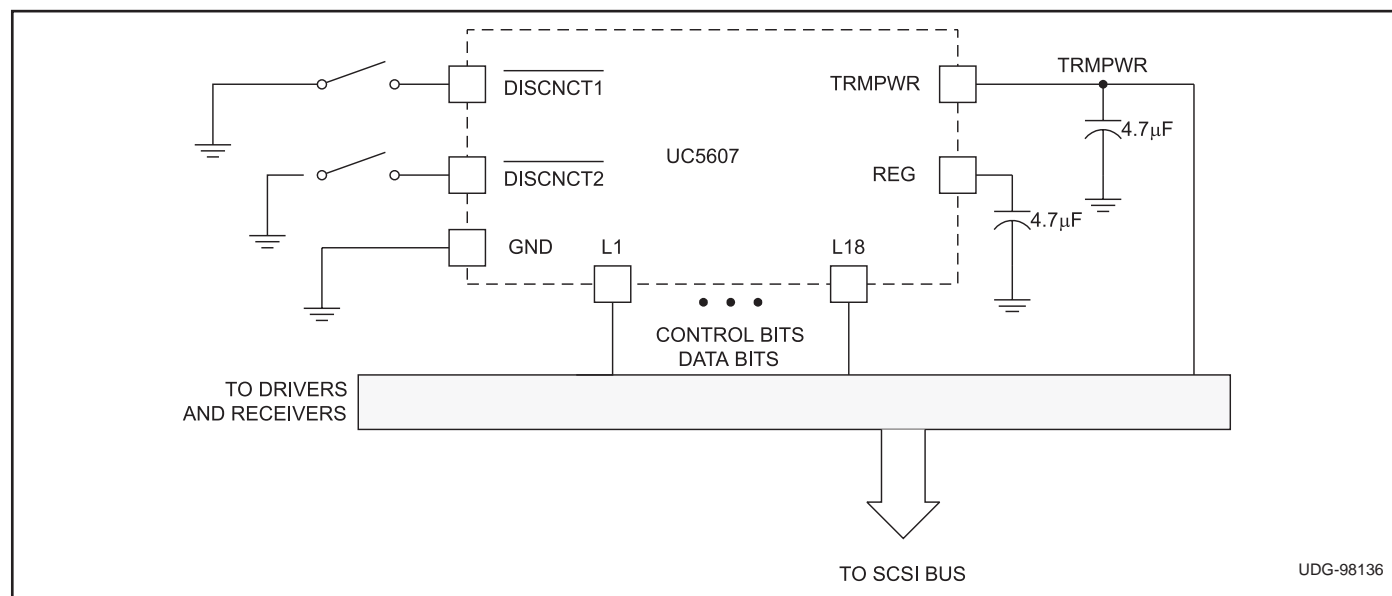 DISCNCT1
TRMPWR
TRMPWR
4.7µF
UC5607
DISCNCT2
REG
4.7µF
GND
L1
L18
• • •
CONTROL BITS
DATA BITS
TO DRIVERS
AND RECEIVERS
TO SCSI BUS
UDG-98136